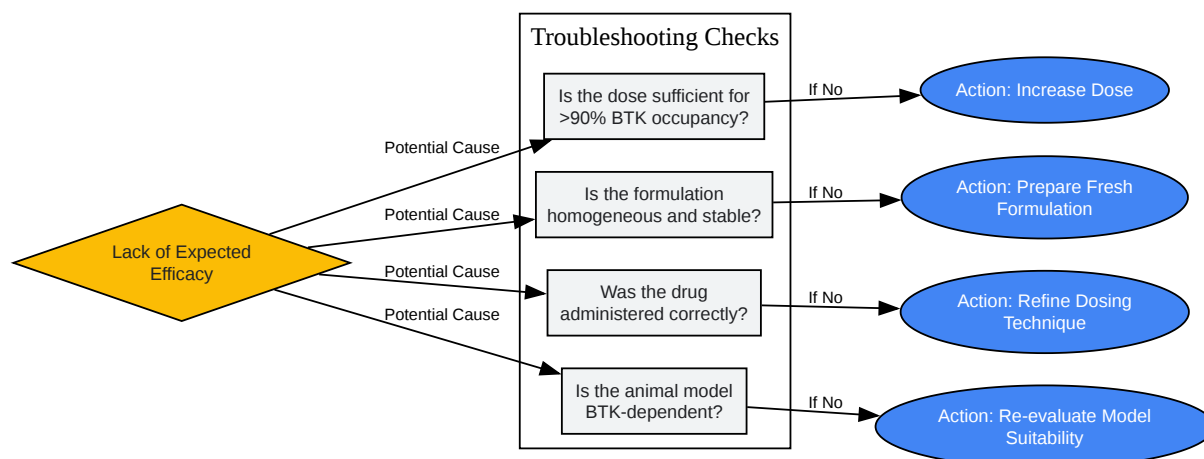 Troubleshooting Checks
Lack of Expected
Efficacy
Potential Cause
Is the dose sufficient for
>90% BTK occupancy?
If No
Action: Increase Dose
Potential Cause
Is the formulation
homogeneous and stable?
If No
Action: Prepare Fresh
Formulation
Potential Cause
Was the drug
administered correctly?
If No
Action: Refine Dosing
Technique
Potential Cause
Is the animal model
BTK-dependent?
If No
Action: Re-evaluate Model
Suitability